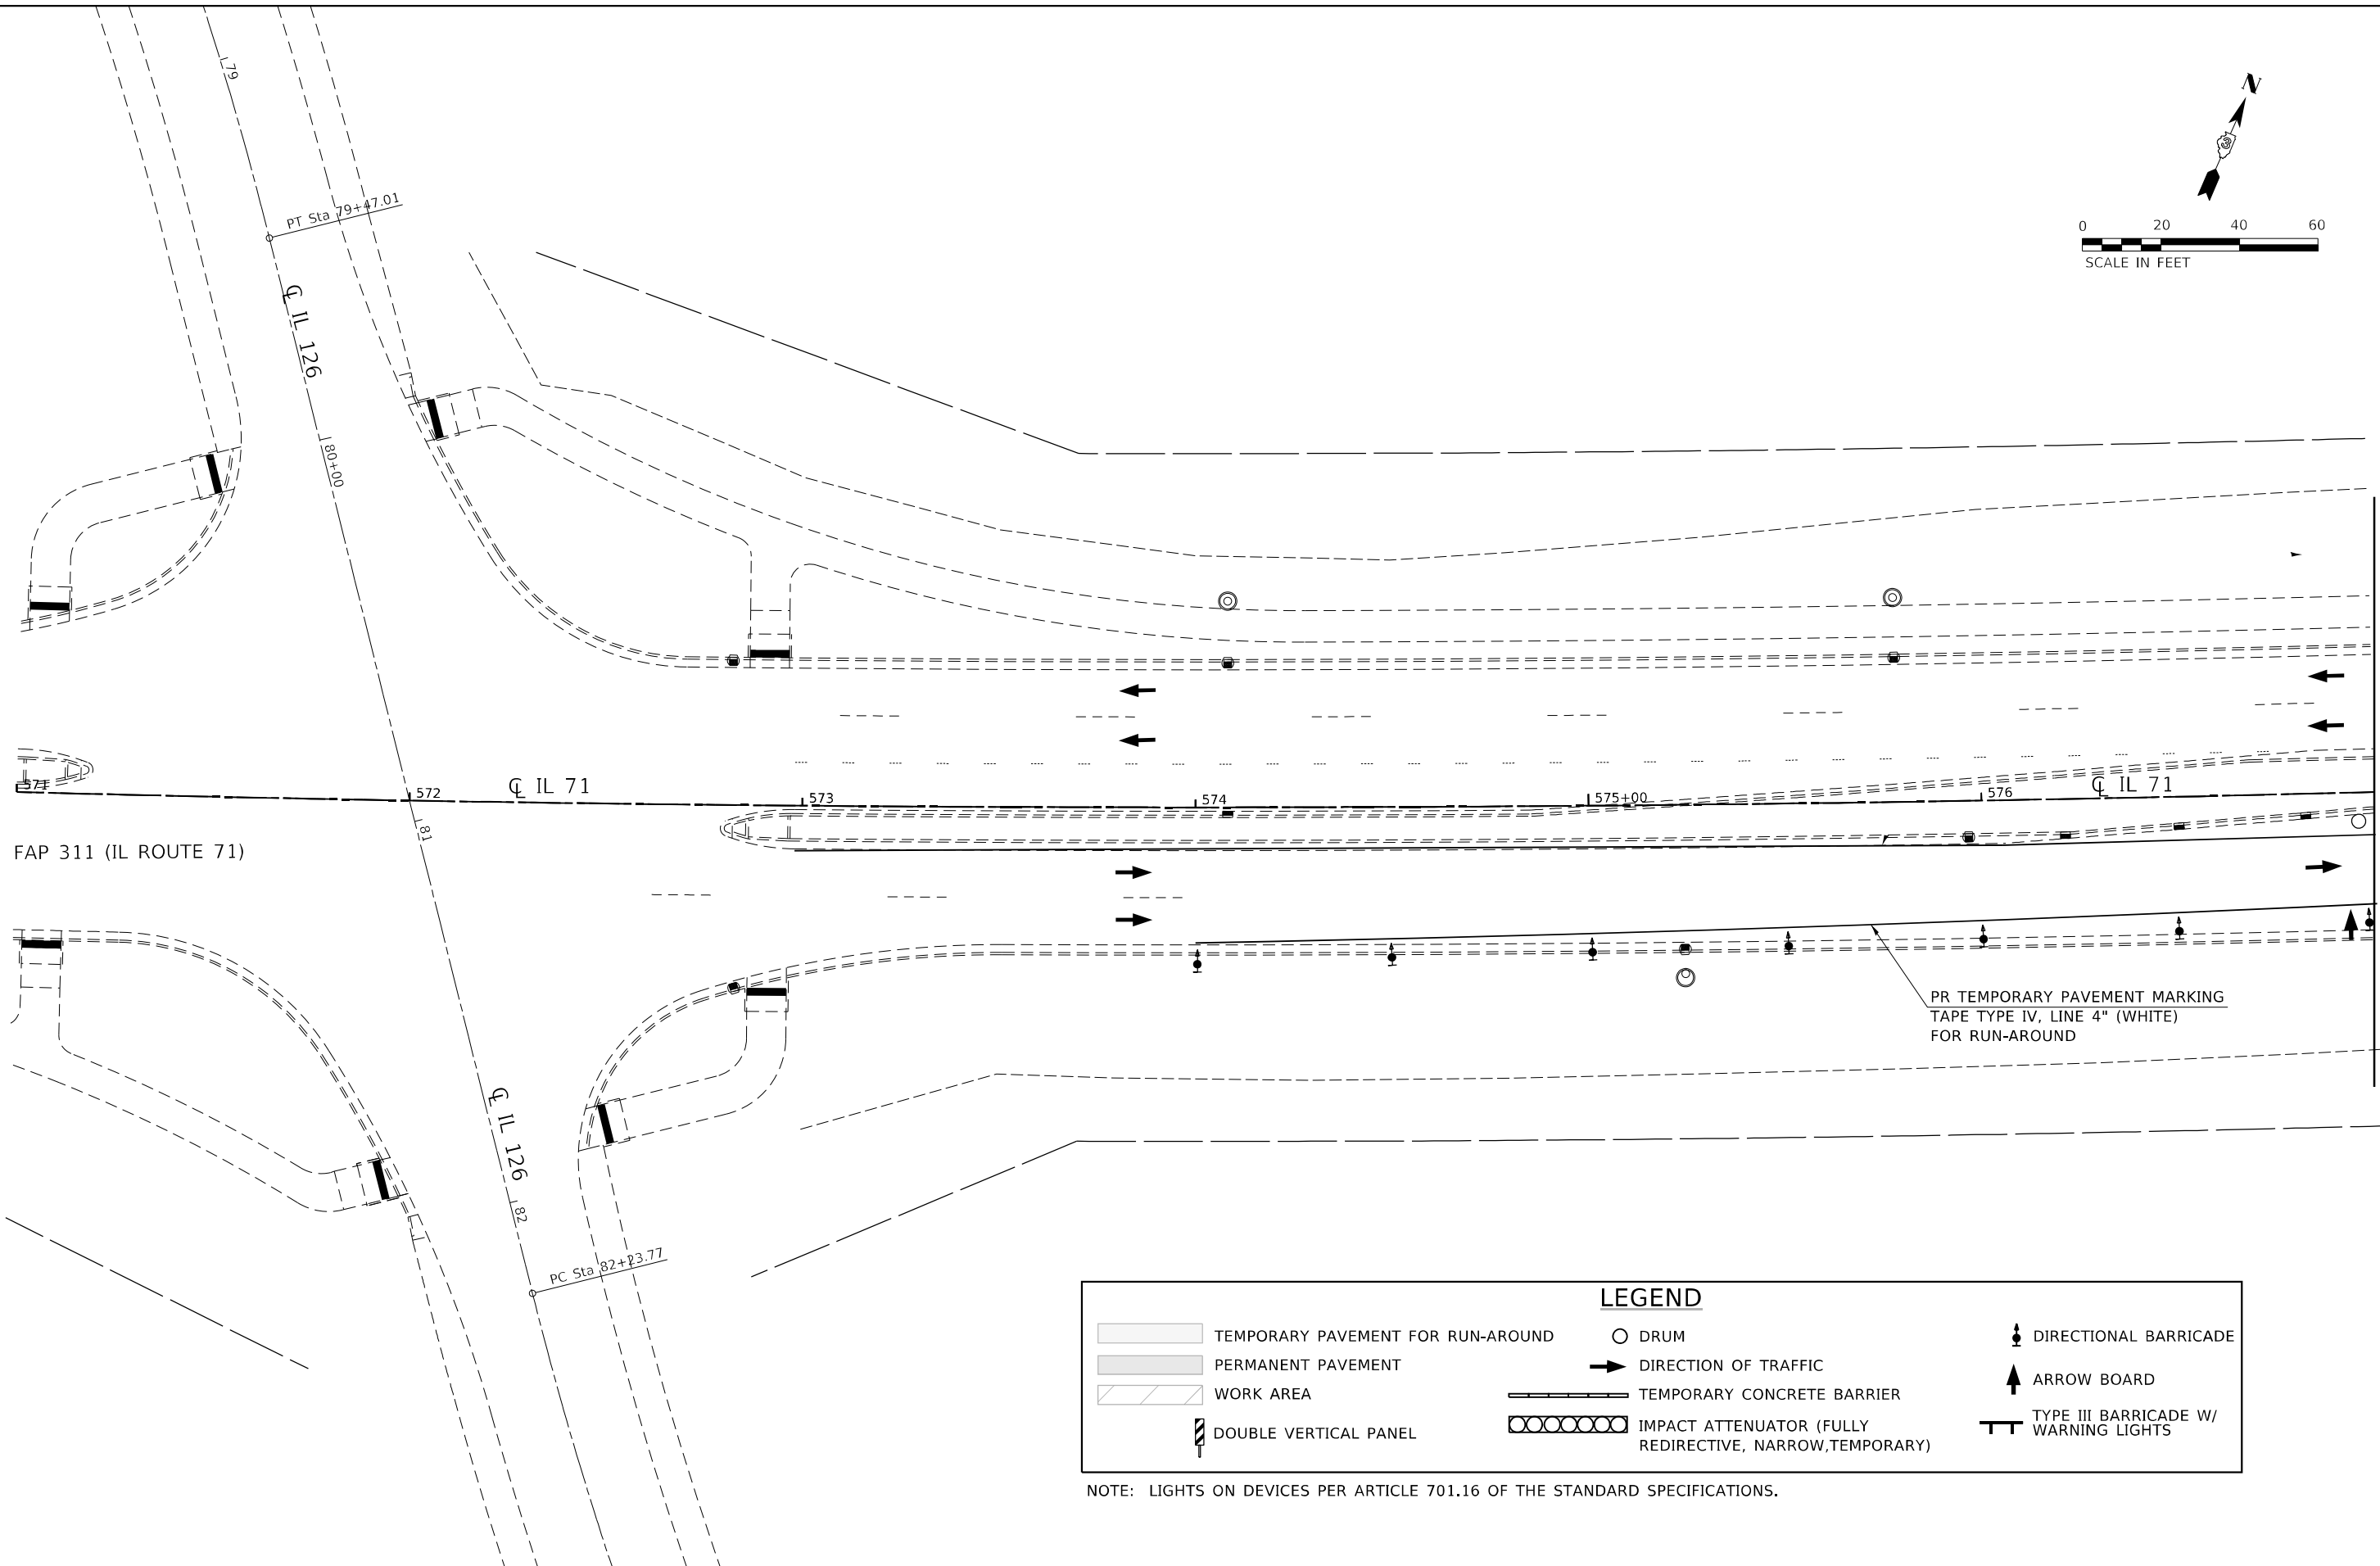 79
N
3
PT Sta 79+47.01
0 20 40 60
SCALE IN FEET
℄ IL 126
80+00
571
℄ IL 71
572
573
574
575+00
576
℄ IL 71
81
FAP 311 (IL ROUTE 71)
PR TEMPORARY PAVEMENT MARKING
TAPE TYPE IV, LINE 4" (WHITE)
FOR RUN-AROUND
℄ IL 126
82
PC Sta 82+23.77
LEGEND
TEMPORARY PAVEMENT FOR RUN-AROUND
PERMANENT PAVEMENT
WORK AREA
DOUBLE VERTICAL PANEL
DRUM
DIRECTION OF TRAFFIC
TEMPORARY CONCRETE BARRIER
IMPACT ATTENUATOR (FULLY
REDIRECTIVE, NARROW,TEMPORARY)
DIRECTIONAL BARRICADE
ARROW BOARD
TYPE III BARRICADE W/
WARNING LIGHTS
NOTE: LIGHTS ON DEVICES PER ARTICLE 701.16 OF THE STANDARD SPECIFICATIONS.